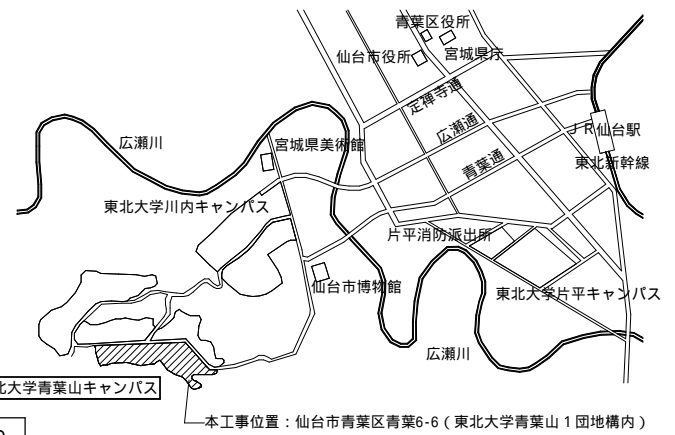 青葉区役所
仙台市役所
宮城県庁
定禅寺通
広瀬通
青葉通
JR仙台駅
東北新幹線
広瀬川
宮城県美術館
東北大学川内キャンパス
片平消防派出所
仙台市博物館
東北大学片平キャンパス
広瀬川
北大学青葉山キャンパス
本工事位置：仙台市青葉区青葉6-6（東北大学青葉山1団地構内）